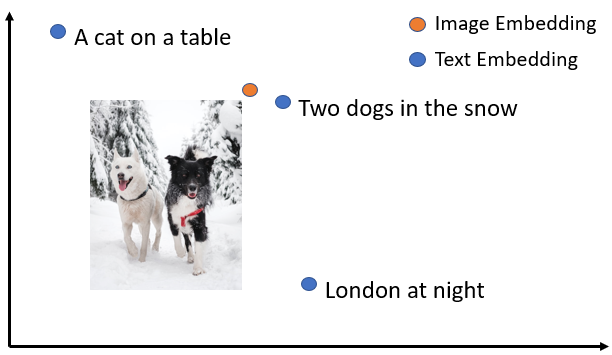 A cat on a table
Image Embedding
Text Embedding
Two dogs in the snow
London at night